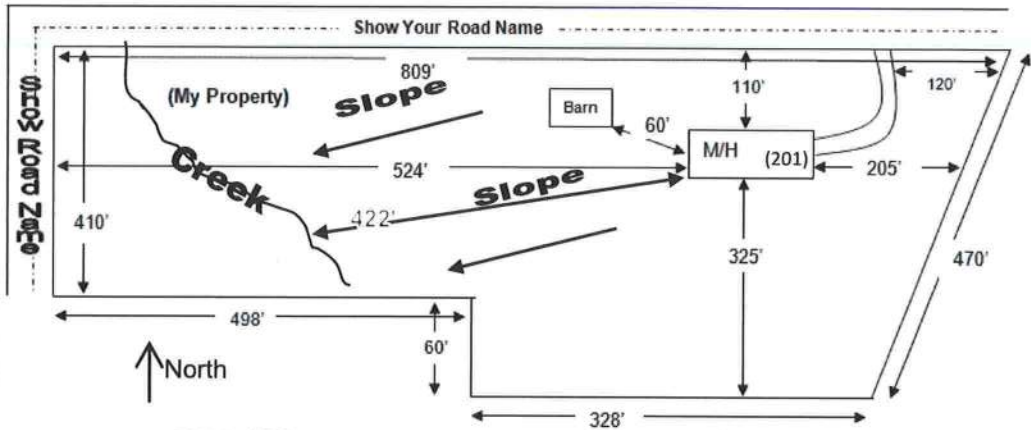 Show Your Road Name
Show Road Name
809'
110'
120'
(My Property)
Slope
Barn
60'
M/H
(201)
Creek
524'
205'
Slope
422'
410'
325'
470'
498'
60'
North
328'